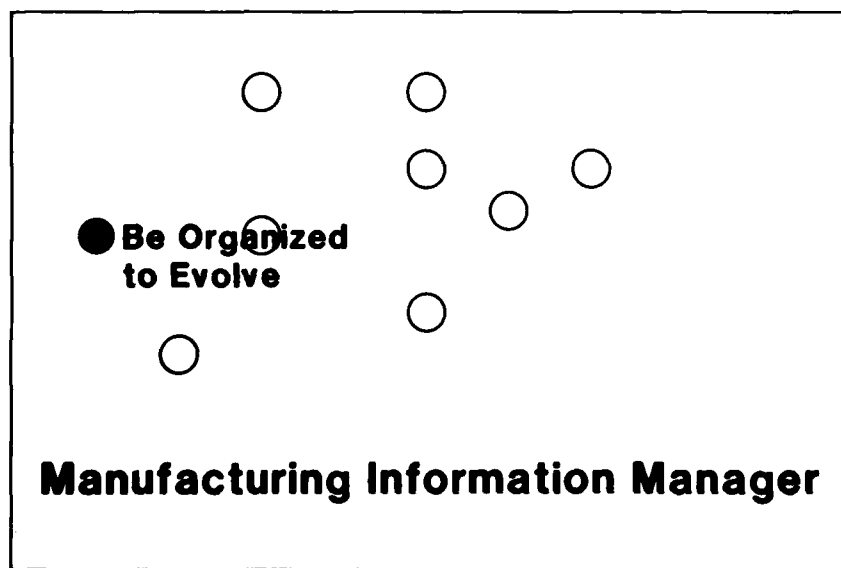 Be Organized
to Evolve
Manufacturing Information Manager